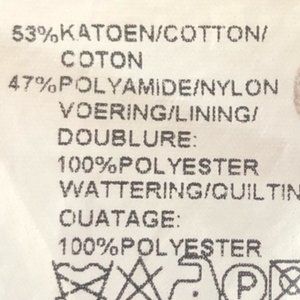 53%KATOEN/COTTON/
COTON
47%POLYAMIDE/NYLON
VOERING/LINING/
DOUBLURE:
100%POLYESTER
WATTERING/QUILTIN
OUATAGE:
100%POLYESTER
P